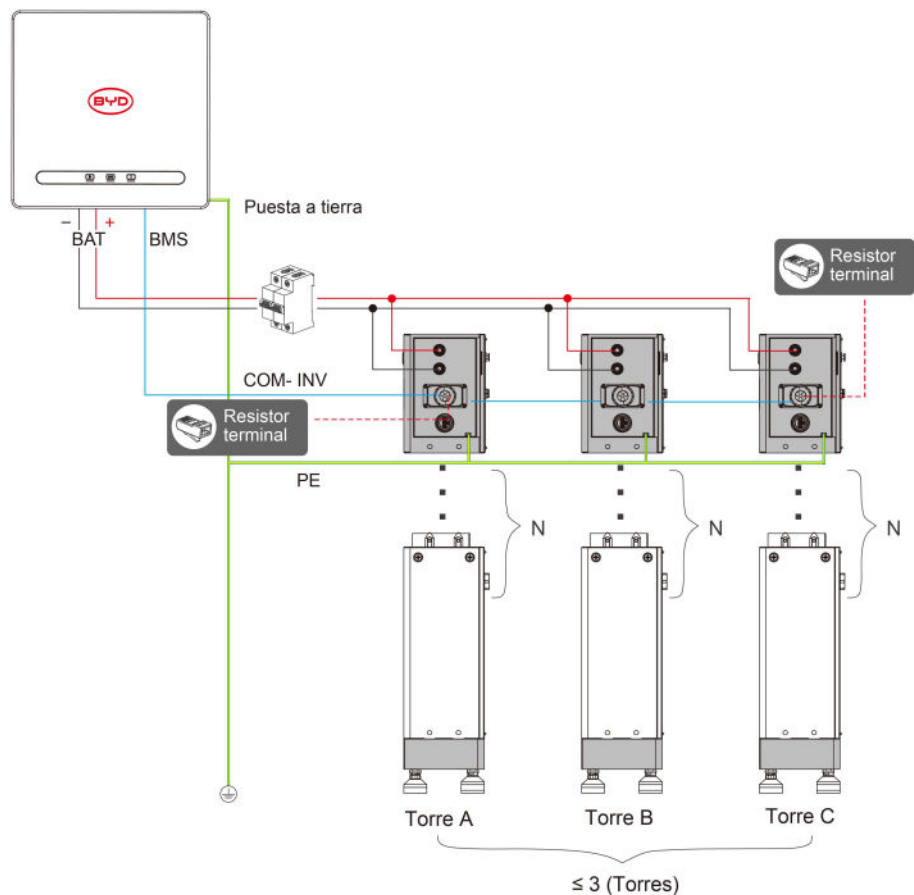 BYD
Puesta a tierra
− +
BAT BMS
Resistor
terminal
COM- INV
Resistor
terminal
PE
N N N
Torre A Torre B Torre C
≤ 3 (Torres)